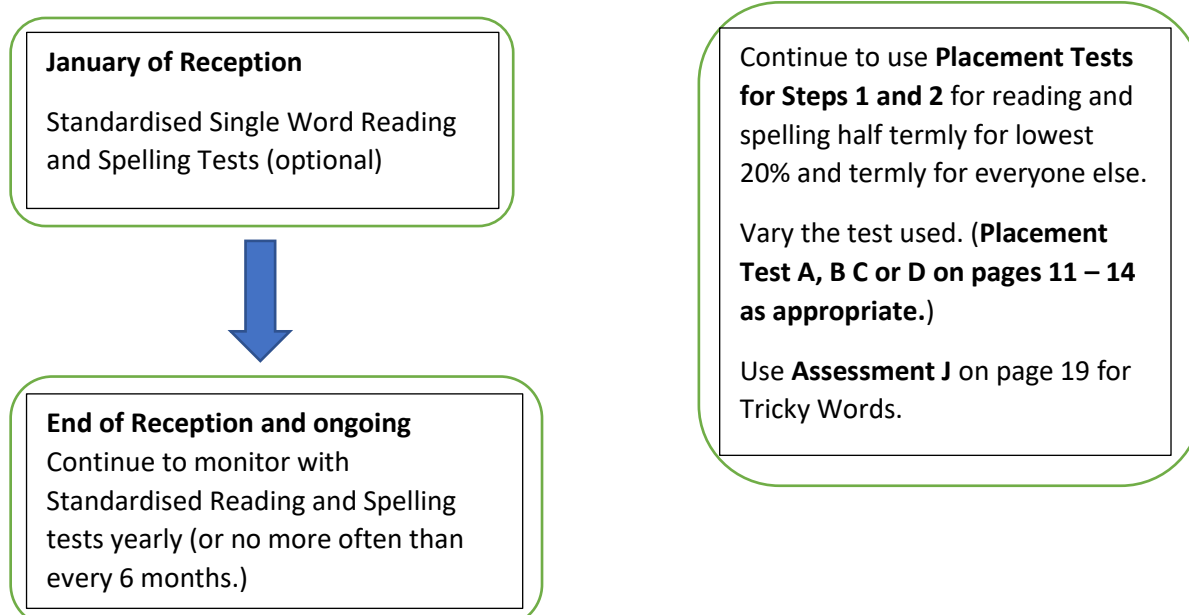 January of Reception
Standardised Single Word Reading
and Spelling Tests (optional)
End of Reception and ongoing
Continue to monitor with
Standardised Reading and Spelling
tests yearly (or no more often than
every 6 months.)
Continue to use Placement Tests
for Steps 1 and 2 for reading and
spelling half termly for lowest
20% and termly for everyone else.
Vary the test used. (Placement
Test A, B C or D on pages 11 – 14
as appropriate.)
Use Assessment J on page 19 for
Tricky Words.